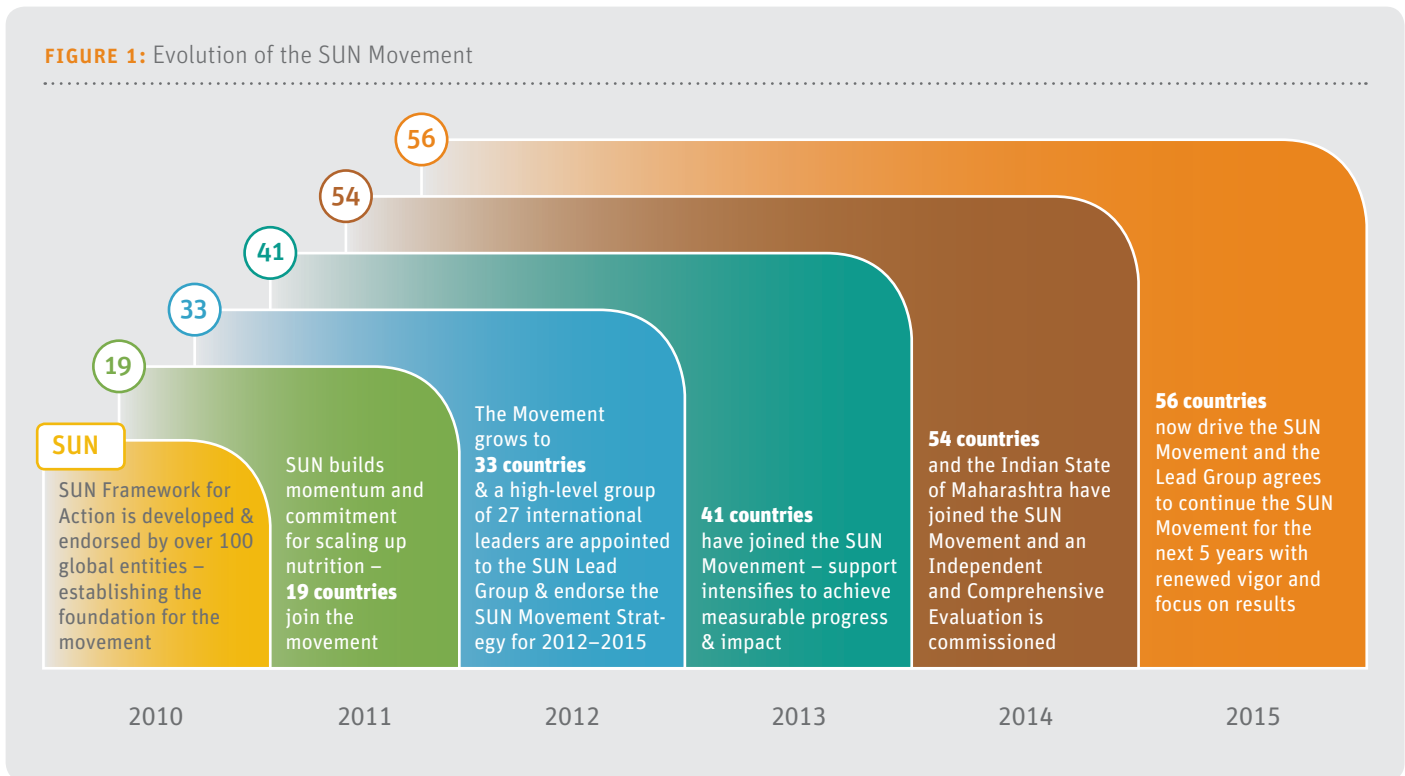 FIGURE 1: Evolution of the SUN Movement
56
54
41
33
19
SUN
SUN Framework for
Action is developed &
endorsed by over 100
global entities –
establishing the
foundation for the
movement
SUN builds
momentum and
commitment
for scaling up
nutrition –
19 countries
join the
movement
The Movement
grows to
33 countries
& a high-level group
of 27 international
leaders are appointed
to the SUN Lead
Group & endorse the
SUN Movement Strat-
egy for 2012–2015
41 countries
have joined the SUN
Movenment – support
intensifies to achieve
measurable progress
& impact
54 countries
and the Indian State
of Maharashtra have
joined the SUN
Movement and an
Independent
and Comprehensive
Evaluation is
commissioned
56 countries
now drive the SUN
Movement and the
Lead Group agrees
to continue the SUN
Movement for the
next 5 years with
renewed vigor and
focus on results
2010
2011
2012
2013
2014
2015